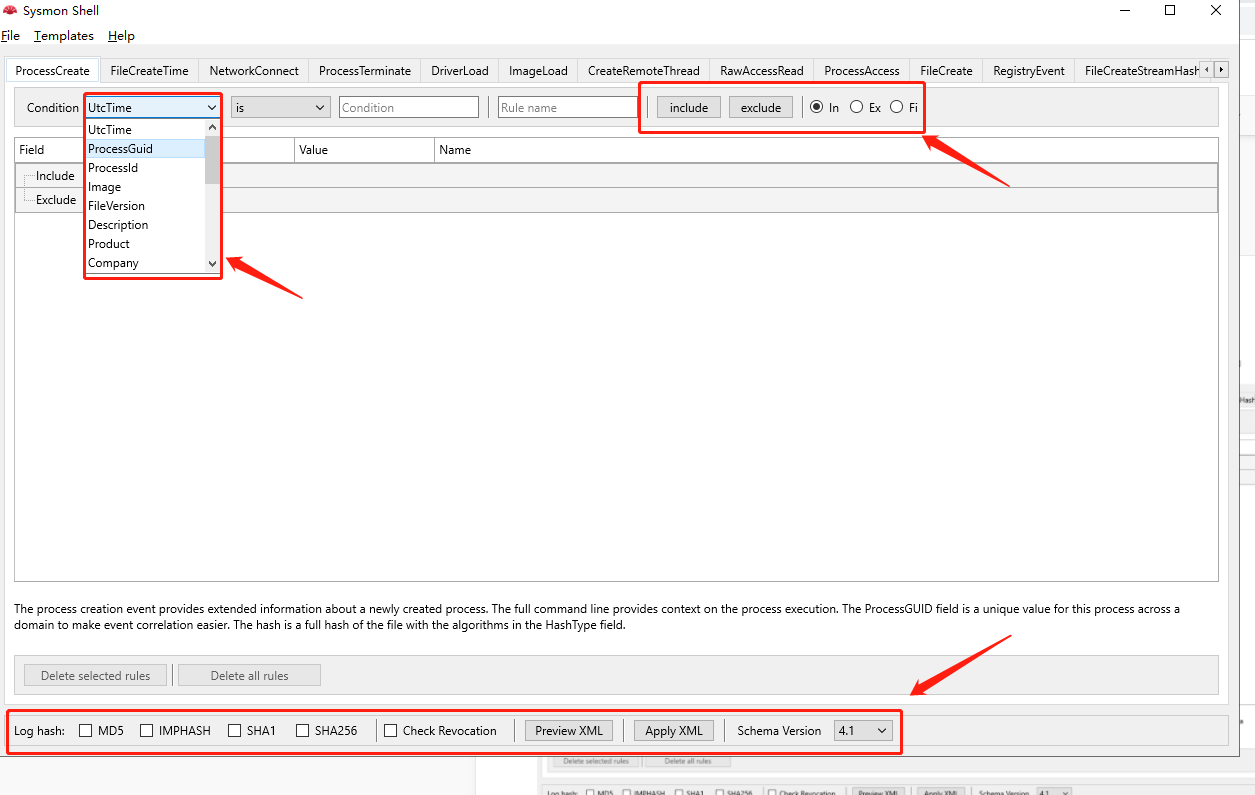 Sysmon Shell
File Templates Help
ProcessCreate FileCreateTime NetworkConnect ProcessTerminate DriverLoad ImageLoad CreateRemoteThread RawAccessRead ProcessAccess FileCreate RegistryEvent FileCreateStreamHash
Condition UtcTime is Condition Rule name include exclude In Ex Fi
UtcTime
Field Value Name
ProcessGuid
ProcessId
Include
Image
Exclude
FileVersion
Description
Product
Company
The process creation event provides extended information about a newly created process. The full command line provides context on the process execution. The ProcessGUID field is a unique value for this process across a
domain to make event correlation easier. The hash is a full hash of the file with the algorithms in the HashType field.
Delete selected rules Delete all rules
Log hash: MD5 IMPHASH SHA1 SHA256 Check Revocation Preview XML Apply XML Schema Version 4.1
Delete selected rules Delete all rules
Log hash: MD5 IMPHASH SHA1 SHA256 Check Revocation Preview XML Apply XML Schema Version 4.1